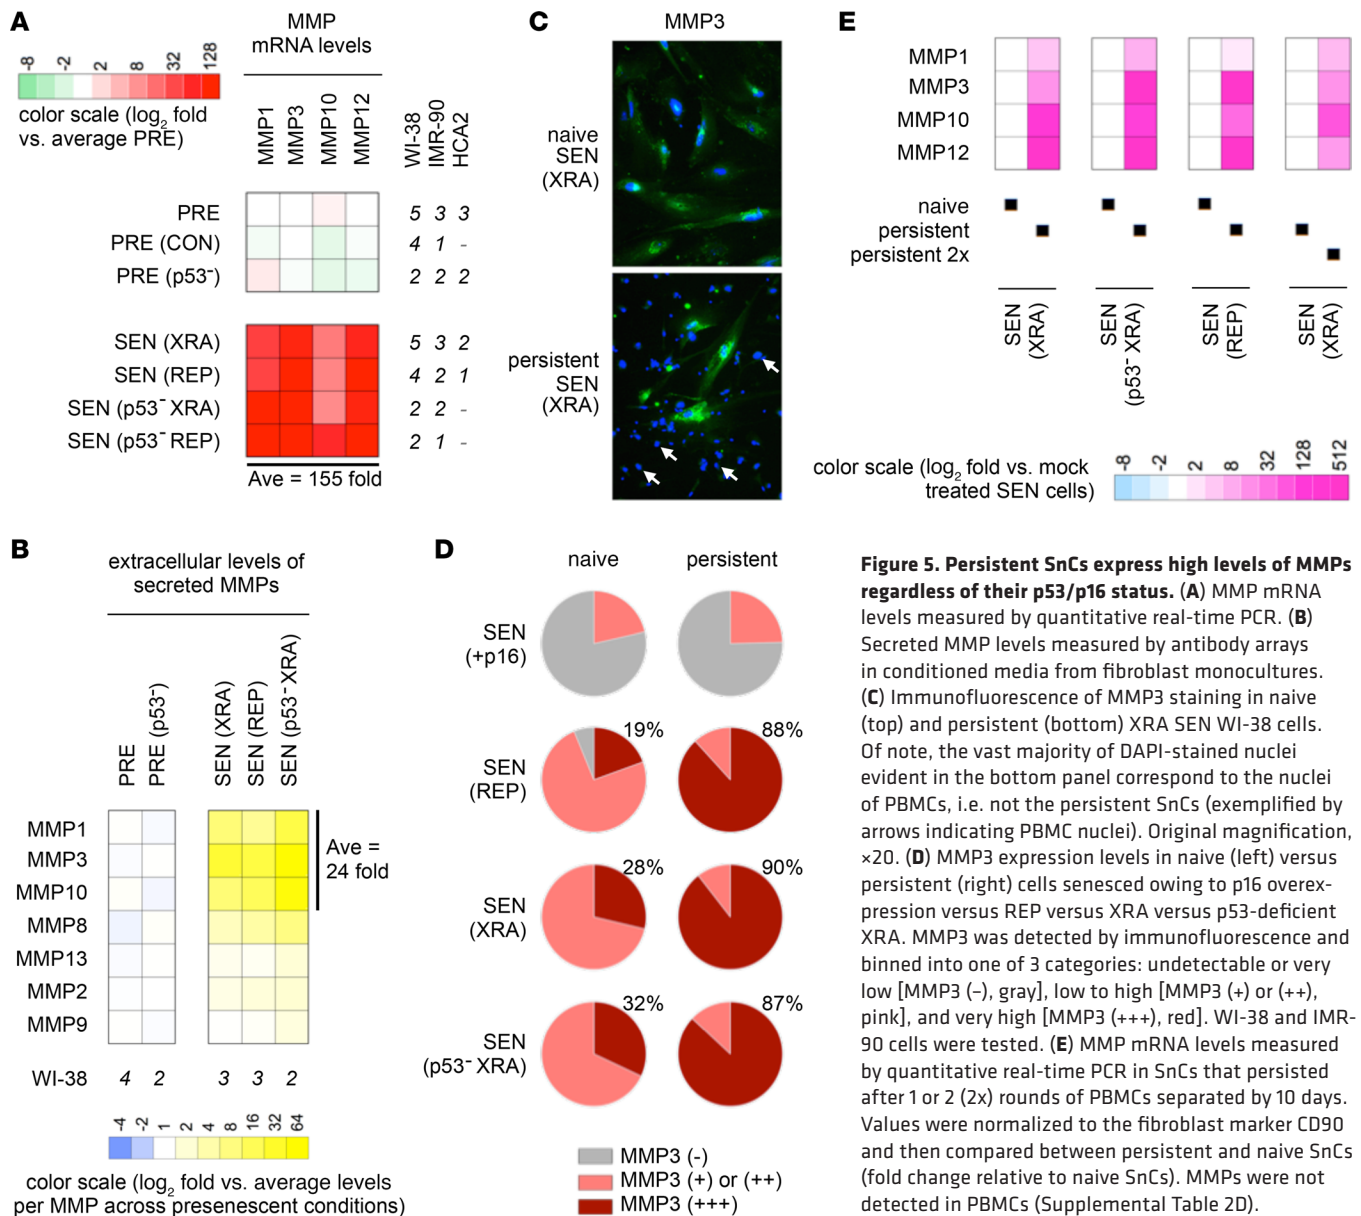 A
MMP
mRNA levels
-8
-2
2
8
32
128
color scale (log2 fold
vs. average PRE)
MMP1
MMP3
MMP10
MMP12
WI-38
IMR-90
HCA2
PRE 5 3 3
PRE (CON) 4 1 -
PRE (p53-) 2 2 2
SEN (XRA) 5 3 2
SEN (REP) 4 2 1
SEN (p53- XRA) 2 2 -
SEN (p53- REP) 2 1 -
Ave = 155 fold
B
extracellular levels of
secreted MMPs
PRE
PRE (p53-)
SEN (XRA)
SEN (REP)
SEN (p53- XRA)
MMP1
MMP3
MMP10
MMP8
MMP13
MMP2
MMP9
Ave =
24 fold
WI-38 4 2 3 3 2
-4
-2
1
2
4
8
16
32
64
color scale (log2 fold vs. average levels
per MMP across presenescent conditions)
C
MMP3
naive
SEN
(XRA)
persistent
SEN
(XRA)
D
naive persistent
SEN
(+p16)
SEN
(REP)
19% 88%
SEN
(XRA)
28% 90%
SEN
(p53- XRA)
32% 87%
MMP3 (-)
MMP3 (+) or (++)
MMP3 (+++)
E
MMP1
MMP3
MMP10
MMP12
naive
persistent
persistent 2x
SEN
(XRA)
SEN
(p53- XRA)
SEN
(REP)
SEN
(XRA)
color scale (log2 fold vs. mock
treated SEN cells)
-8
-2
2
8
32
128
512
Figure 5. Persistent SnCs express high levels of MMPs
regardless of their p53/p16 status. (A) MMP mRNA
levels measured by quantitative real-time PCR. (B)
Secreted MMP levels measured by antibody arrays
in conditioned media from fibroblast monocultures.
(C) Immunofluorescence of MMP3 staining in naive
(top) and persistent (bottom) XRA SEN WI-38 cells.
Of note, the vast majority of DAPI-stained nuclei
evident in the bottom panel correspond to the nuclei
of PBMCs, i.e. not the persistent SnCs (exemplified by
arrows indicating PBMC nuclei). Original magnification,
×20. (D) MMP3 expression levels in naive (left) versus
persistent (right) cells senesced owing to p16 overex-
pression versus REP versus XRA versus p53-deficient
XRA. MMP3 was detected by immunofluorescence and
binned into one of 3 categories: undetectable or very
low [MMP3 (–), gray], low to high [MMP3 (+) or (++),
pink], and very high [MMP3 (+++), red]. WI-38 and IMR-
90 cells were tested. (E) MMP mRNA levels measured
by quantitative real-time PCR in SnCs that persisted
after 1 or 2 (2x) rounds of PBMCs separated by 10 days.
Values were normalized to the fibroblast marker CD90
and then compared between persistent and naive SnCs
(fold change relative to naive SnCs). MMPs were not
detected in PBMCs (Supplemental Table 2D).